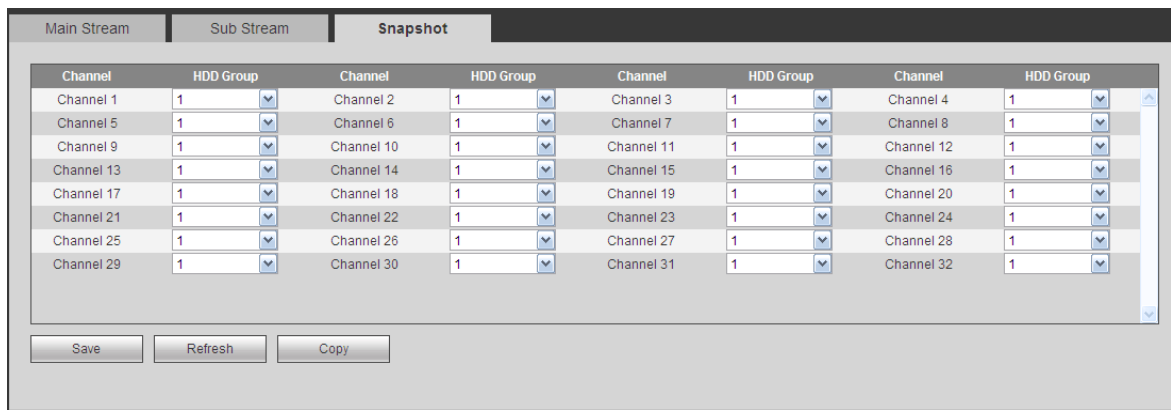 Main Stream Sub Stream Snapshot
Channel HDD Group Channel HDD Group Channel HDD Group Channel HDD Group
Channel 1 1 Channel 2 1 Channel 3 1 Channel 4 1
Channel 5 1 Channel 6 1 Channel 7 1 Channel 8 1
Channel 9 1 Channel 10 1 Channel 11 1 Channel 12 1
Channel 13 1 Channel 14 1 Channel 15 1 Channel 16 1
Channel 17 1 Channel 18 1 Channel 19 1 Channel 20 1
Channel 21 1 Channel 22 1 Channel 23 1 Channel 24 1
Channel 25 1 Channel 26 1 Channel 27 1 Channel 28 1
Channel 29 1 Channel 30 1 Channel 31 1 Channel 32 1
Save Refresh Copy